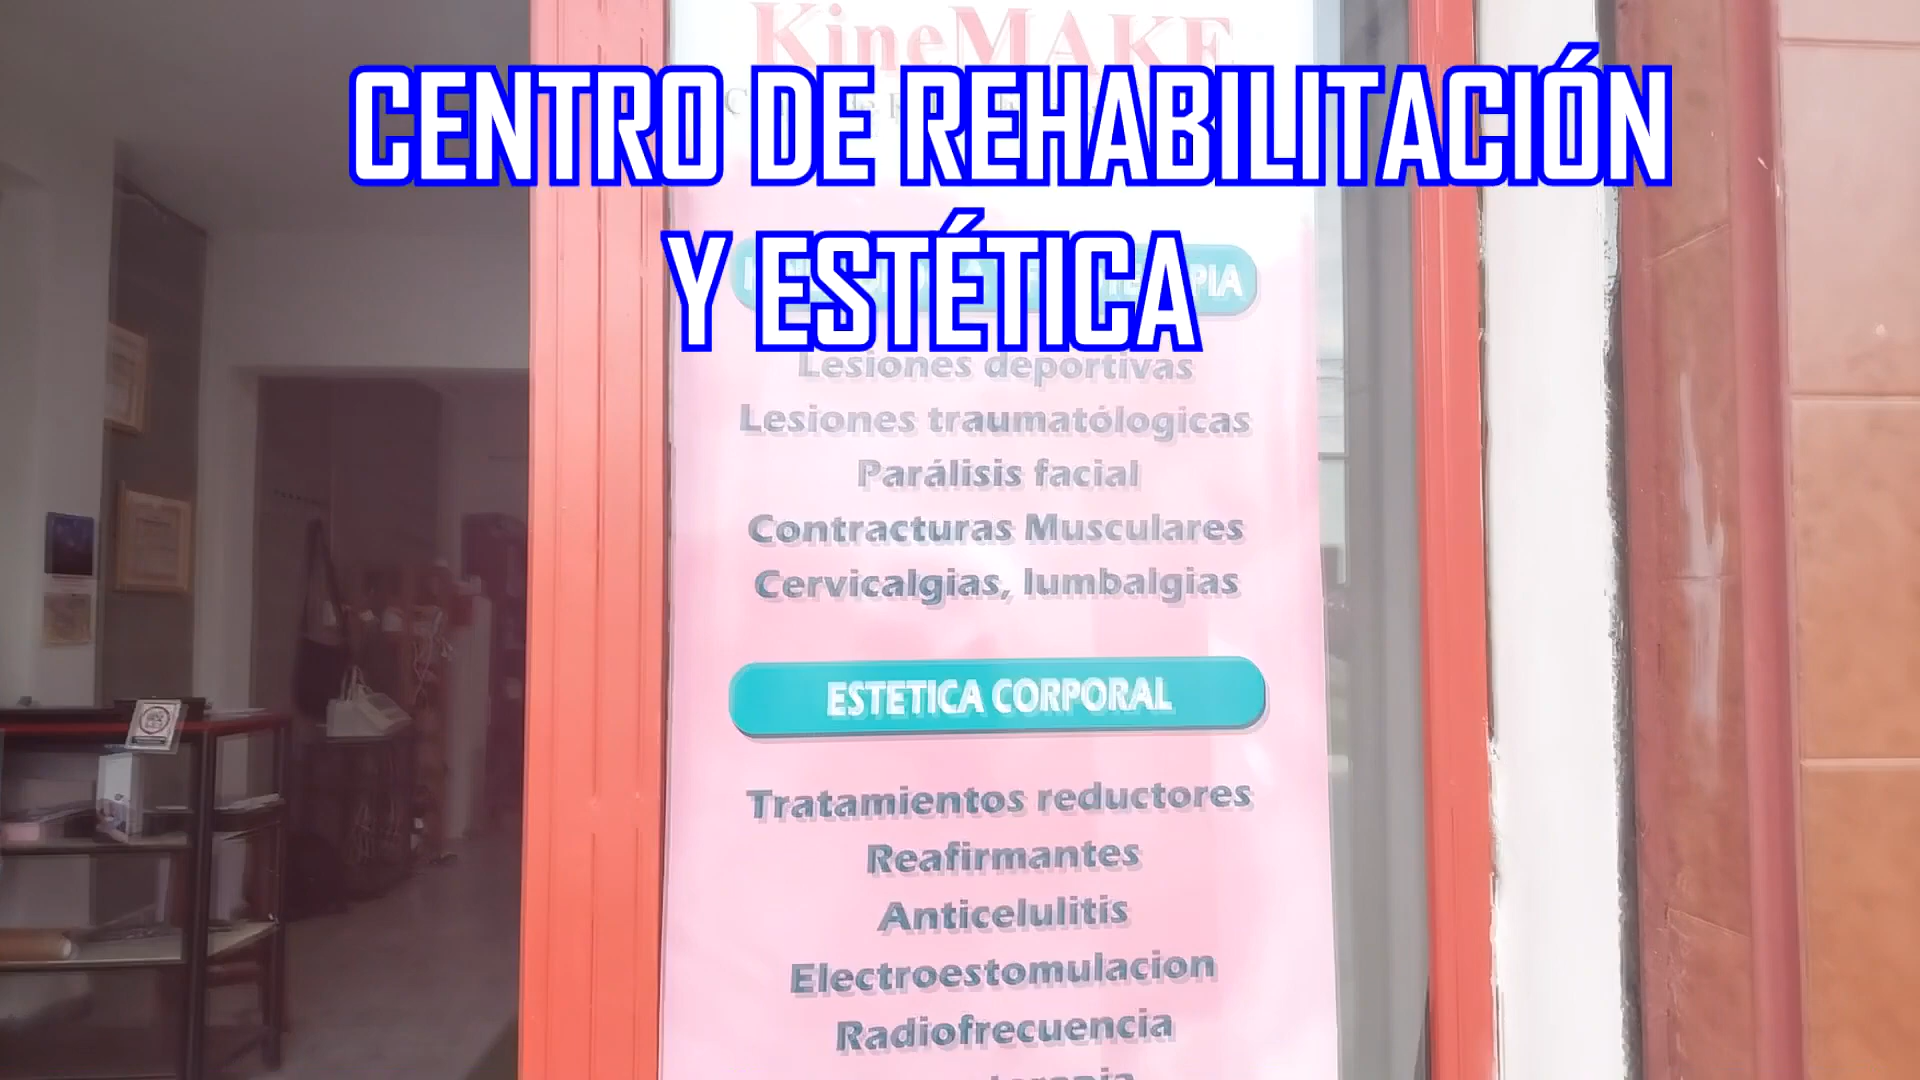 KineMAKE
CENTRO DE REHABILITACIÓN
Y ESTÉTICA
Lesiones deportivas
Lesiones traumatólogicas
Parálisis facial
Contracturas Musculares
Cervicalgias, lumbalgias
ESTETICA CORPORAL
Tratamientos reductores
Reafirmantes
Anticelulitis
Electroestomulacion
Radiofrecuencia